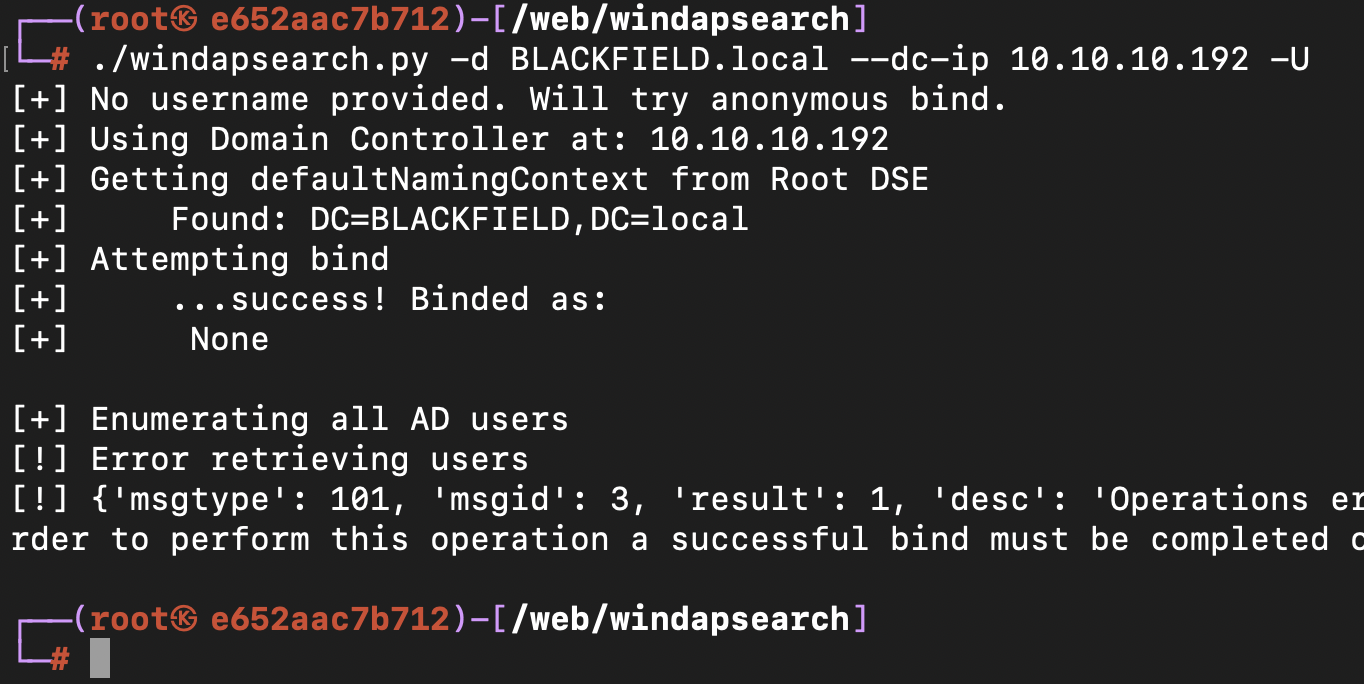 ┌──(root㉿ e652aac7b712)-[/web/windapsearch]
└─# ./windapsearch.py -d BLACKFIELD.local --dc-ip 10.10.10.192 -U
[+] No username provided. Will try anonymous bind.
[+] Using Domain Controller at: 10.10.10.192
[+] Getting defaultNamingContext from Root DSE
[+]     Found: DC=BLACKFIELD,DC=local
[+] Attempting bind
[+]     ...success! Binded as:
[+]      None
[+] Enumerating all AD users
[!] Error retrieving users
[!] {'msgtype': 101, 'msgid': 3, 'result': 1, 'desc': 'Operations er
rder to perform this operation a successful bind must be completed
┌──(root㉿ e652aac7b712)-[/web/windapsearch]
└─#